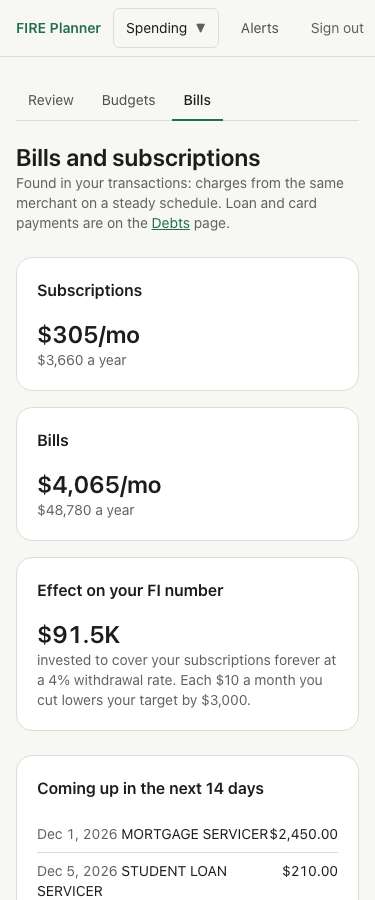 FIRE Planner Spending ▼ Alerts Sign out
Review Budgets Bills
Bills and subscriptions
Found in your transactions: charges from the same
merchant on a steady schedule. Loan and card
payments are on the Debts page.
Subscriptions
$305/mo
$3,660 a year
Bills
$4,065/mo
$48,780 a year
Effect on your FI number
$91.5K
invested to cover your subscriptions forever at
a 4% withdrawal rate. Each $10 a month you
cut lowers your target by $3,000.
Coming up in the next 14 days
Dec 1, 2026 MORTGAGE SERVICER $2,450.00
Dec 5, 2026 STUDENT LOAN $210.00
SERVICER